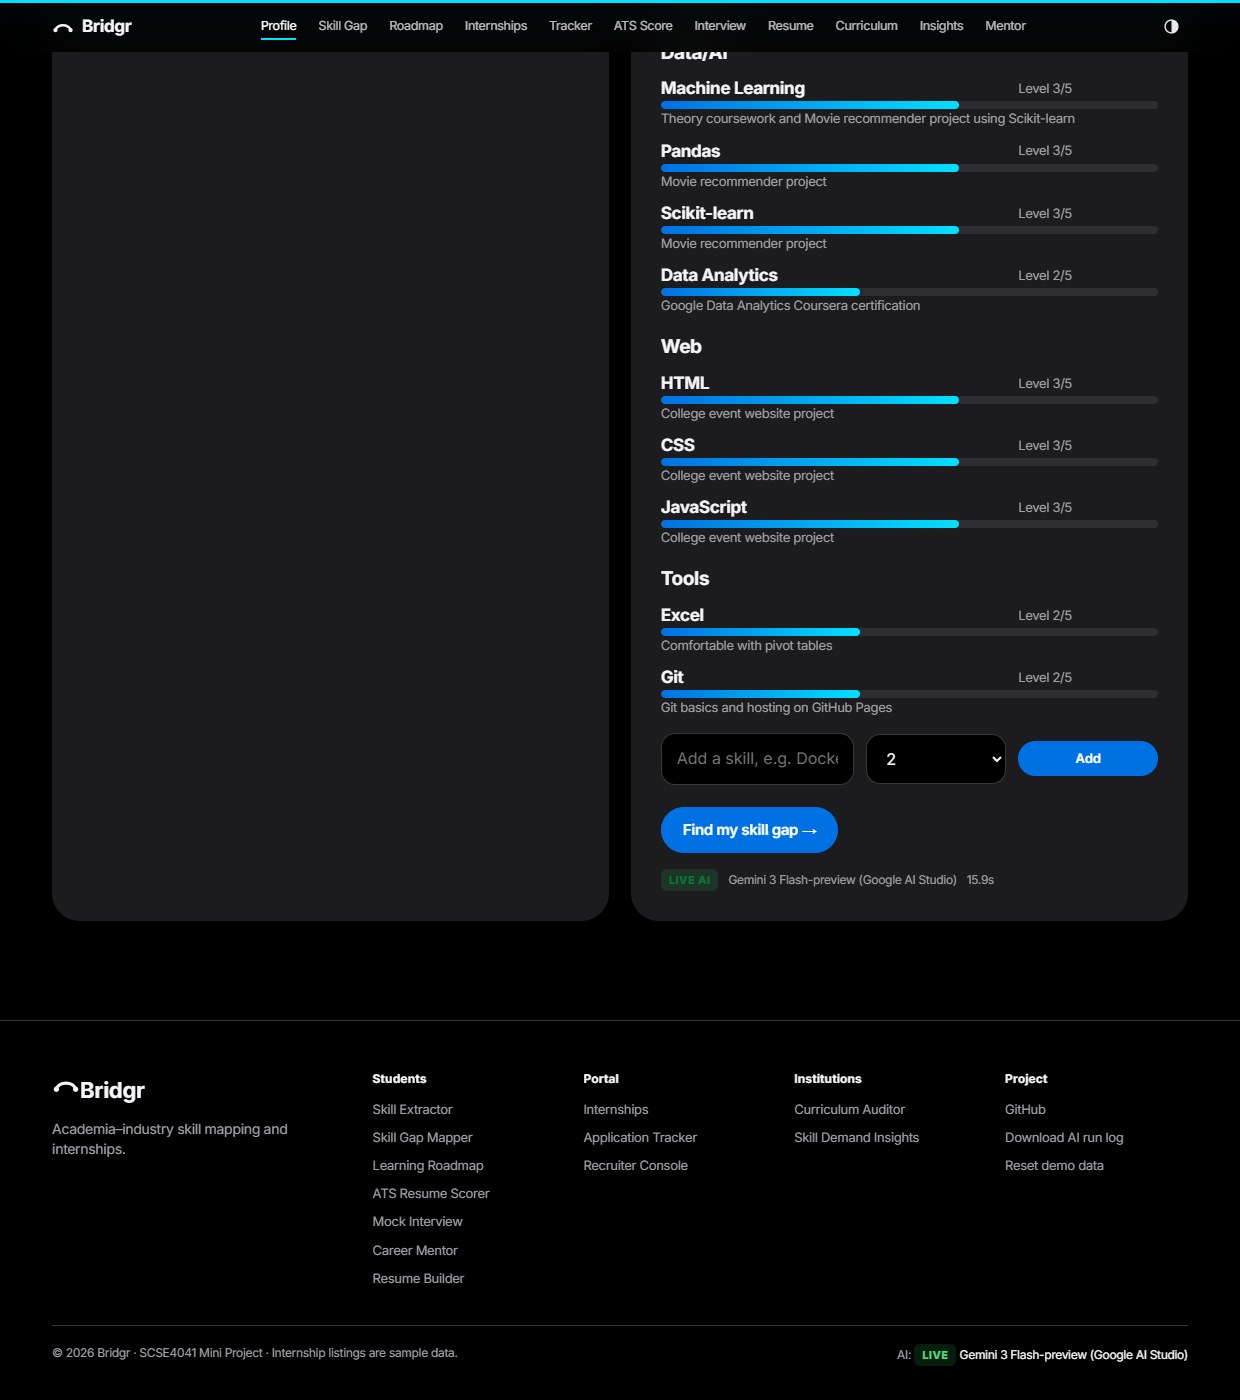 Bridgr
Profile Skill Gap Roadmap Internships Tracker ATS Score Interview Resume Curriculum Insights Mentor
Data/AI
Machine Learning Level 3/5
Theory coursework and Movie recommender project using Scikit-learn
Pandas Level 3/5
Movie recommender project
Scikit-learn Level 3/5
Movie recommender project
Data Analytics Level 2/5
Google Data Analytics Coursera certification
Web
HTML Level 3/5
College event website project
CSS Level 3/5
College event website project
JavaScript Level 3/5
College event website project
Tools
Excel Level 2/5
Comfortable with pivot tables
Git Level 2/5
Git basics and hosting on GitHub Pages
Add a skill, e.g. Docke 2 Add
Find my skill gap →
LIVE AI Gemini 3 Flash-preview (Google AI Studio) 15.9s
Bridgr
Academia–industry skill mapping and
internships.
Students
Skill Extractor
Skill Gap Mapper
Learning Roadmap
ATS Resume Scorer
Mock Interview
Career Mentor
Resume Builder
Portal
Internships
Application Tracker
Recruiter Console
Institutions
Curriculum Auditor
Skill Demand Insights
Project
GitHub
Download AI run log
Reset demo data
© 2026 Bridgr · SCSE4041 Mini Project · Internship listings are sample data.
AI: LIVE Gemini 3 Flash-preview (Google AI Studio)